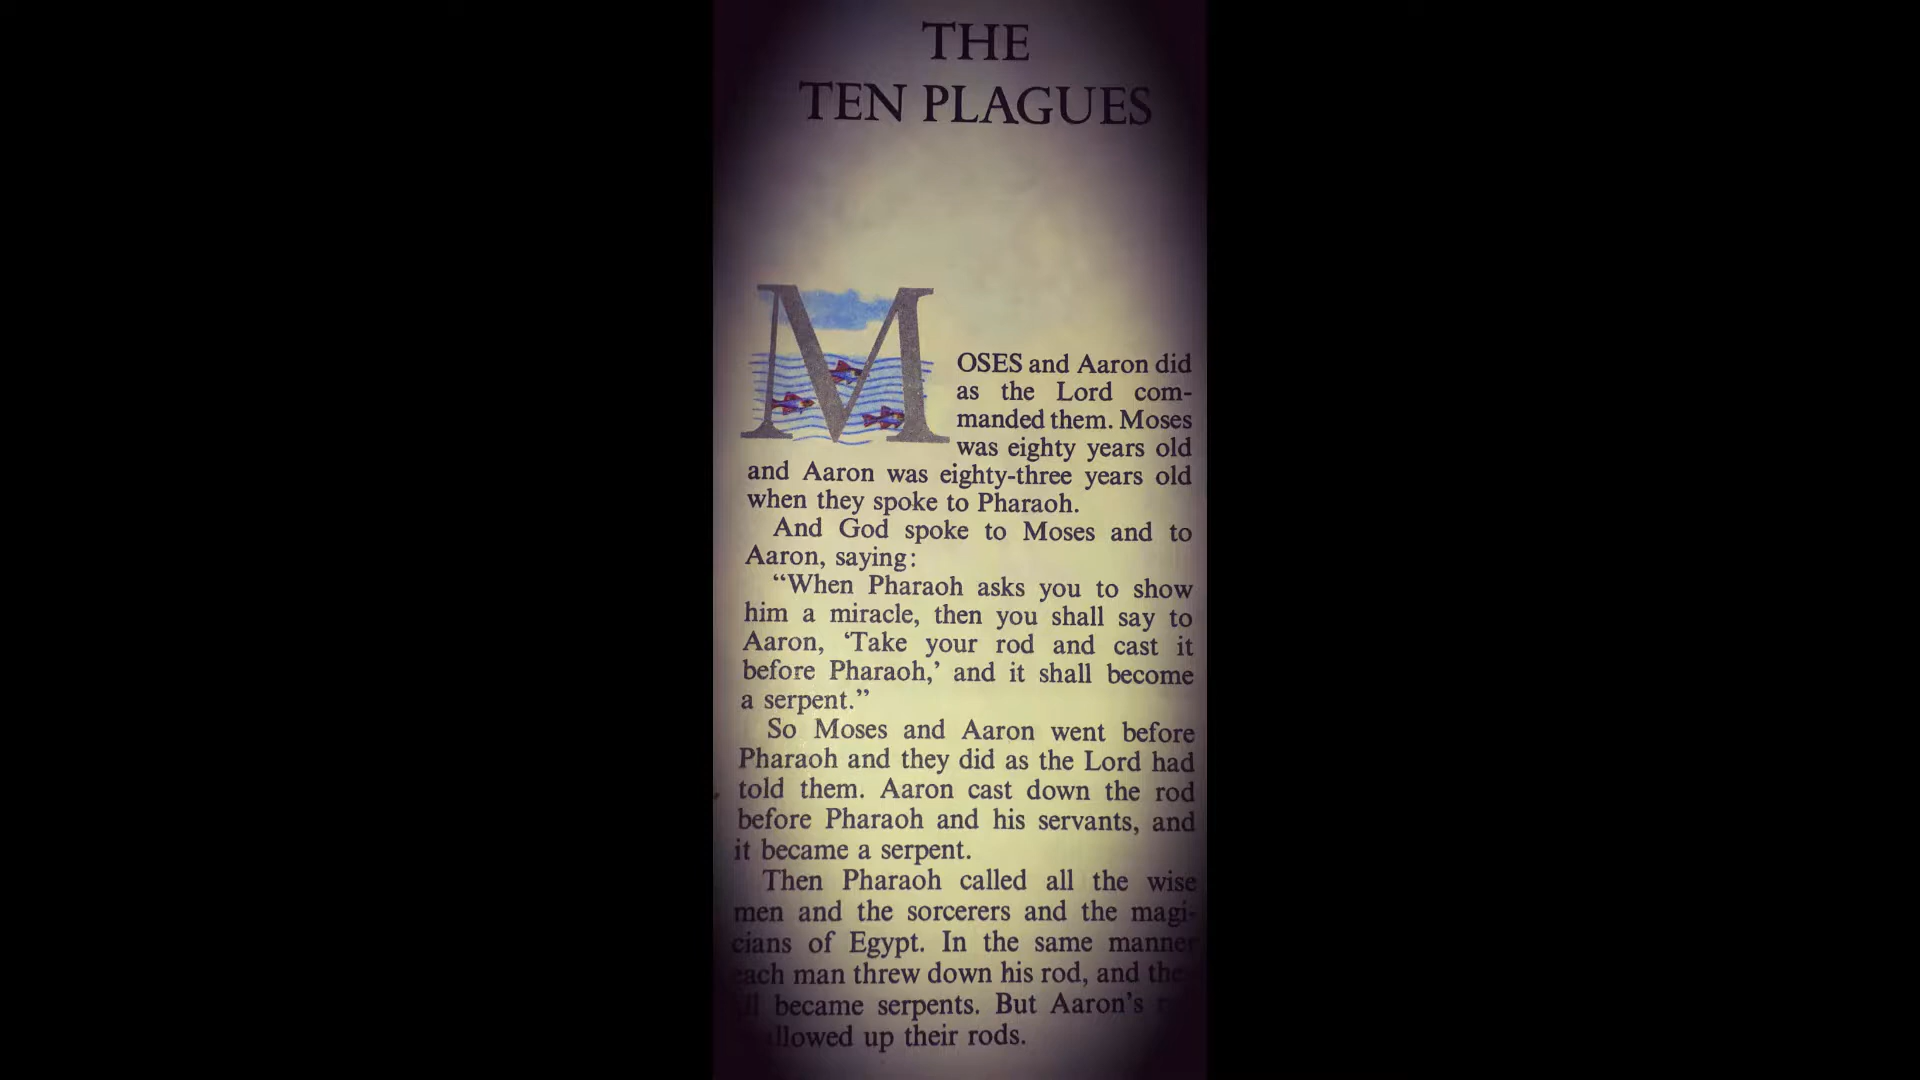 THE
TEN PLAGUES
MOSES and Aaron did
as the Lord com-
manded them. Moses
was eighty years old
and Aaron was eighty-three years old
when they spoke to Pharaoh.
And God spoke to Moses and to
Aaron, saying:
“When Pharaoh asks you to show
him a miracle, then you shall say to
Aaron, ‘Take your rod and cast it
before Pharaoh,’ and it shall become
a serpent.”
So Moses and Aaron went before
Pharaoh and they did as the Lord had
told them. Aaron cast down the rod
before Pharaoh and his servants, and
it became a serpent.
Then Pharaoh called all the wise
men and the sorcerers and the magi-
cians of Egypt. In the same manner
each man threw down his rod, and
became serpents. But Aaron’s
up their rods.